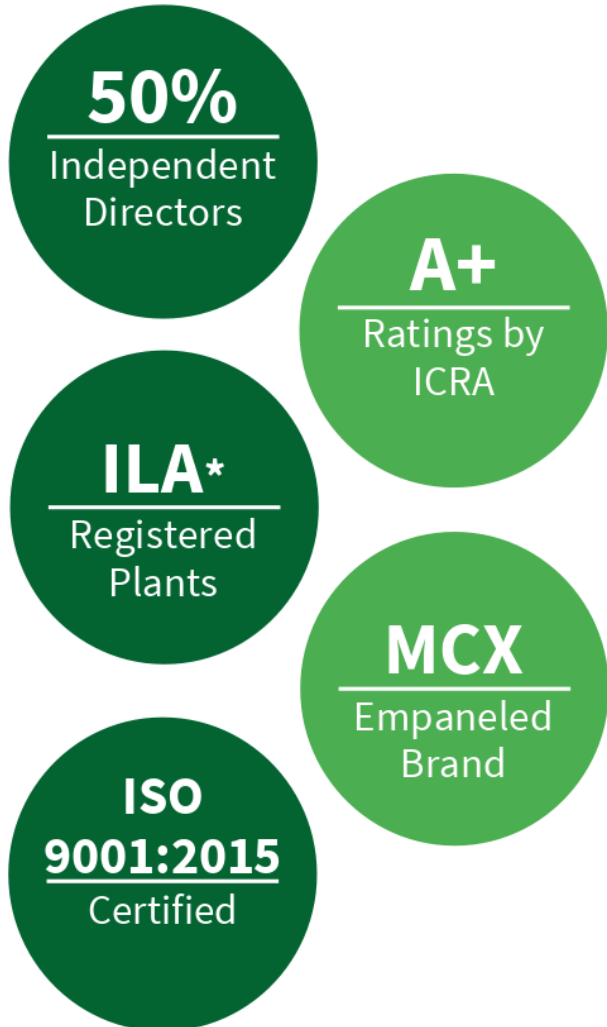 50%
Independent
Directors
A+
Ratings by
ICRA
ILA*
Registered
Plants
MCX
Empaneled
Brand
ISO
9001:2015
Certified